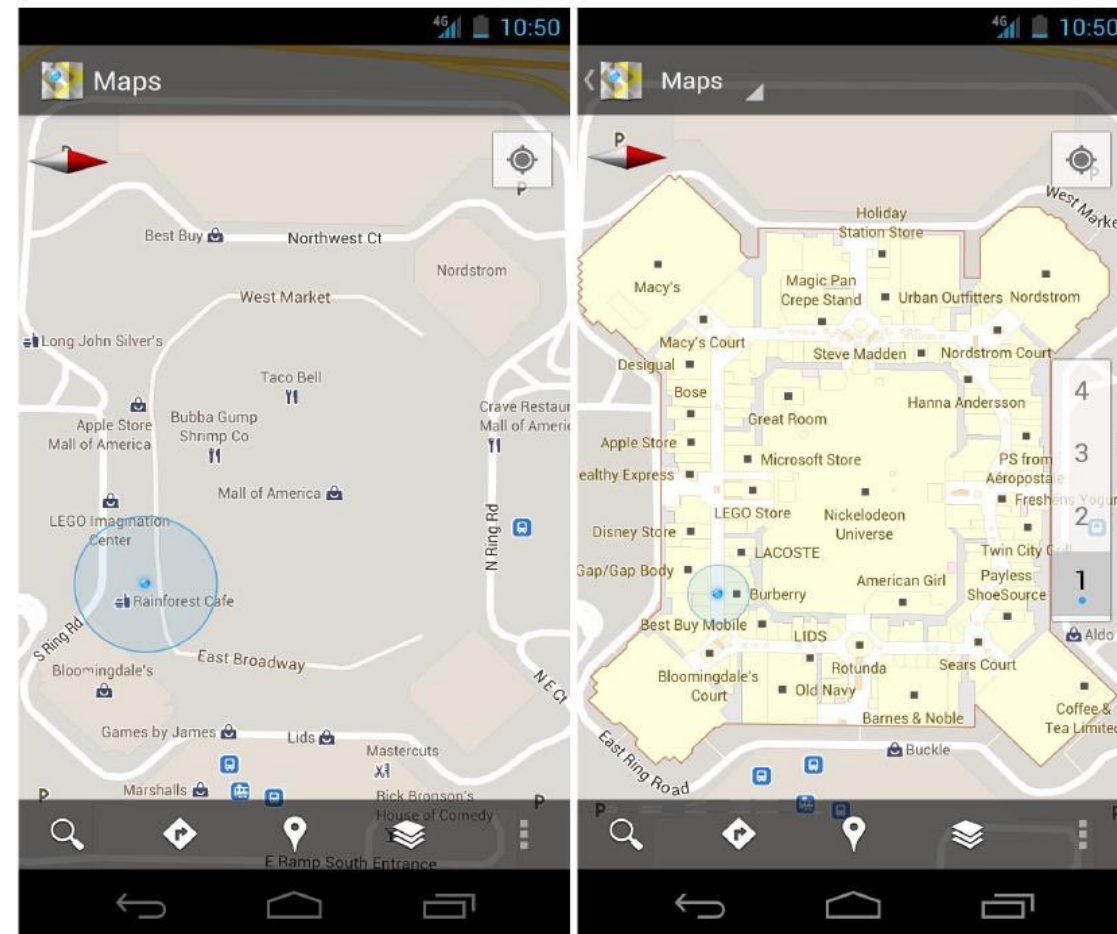 4G
10:50
Maps
P
P
Best Buy
Northwest Ct
Nordstrom
West Market
Long John Silver's
Taco Bell
Apple Store
Mall of America
Bubba Gump
Shrimp Co
Crave Restaur
Mall of Ameri
Mall of America
LEGO Imagination
Center
N Ring Rd
Rainforest Cafe
S Ring Rd
East Broadway
Bloomingdale's
N E Ct
Games by James
Lids
Mastercuts
Marshalls
Rick Bronson's
House of Comedy
P
P
E Ramp South Entrance
4G
10:50
Maps
P
P
West Marke
Holiday
Station Store
Macy's
Magic Pan
Crepe Stand
Urban Outfitters
Nordstrom
Macy's Court
Steve Madden
Nordstrom Court
Desigual
Bose
Great Room
Hanna Andersson
4
Apple Store
Microsoft Store
PS from
Aéropostale
3
ealthy Express
LEGO Store
Nickelodeon
Universe
Freshens Yogur
2
Disney Store
LACOSTE
Twin City Grill
Gap/Gap Body
American Girl
Payless
ShoeSource
1
Burberry
Best Buy Mobile
LIDS
Aldo
Bloomingdale's
Court
Rotunda
Sears Court
Old Navy
Barnes & Noble
Coffee &
Tea Limited
East Ring Road
Buckle
P
P